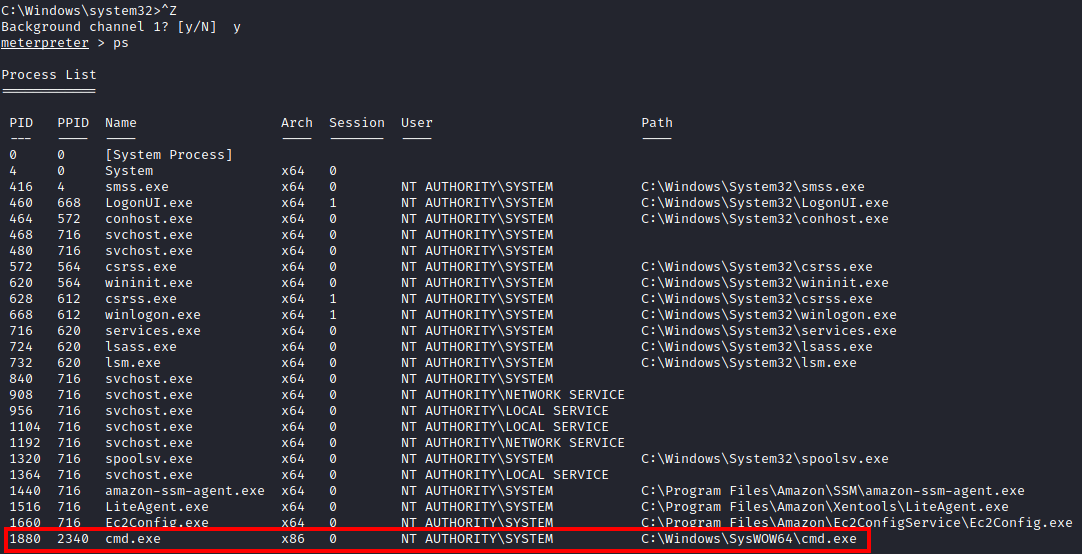 C:\Windows\system32>^Z
Background channel 1? [y/N]  y
meterpreter > ps
Process List
============
PID   PPID  Name                  Arch  Session  User                          Path
---   ----  ----                  ----  -------  ----                          ----
0     0     [System Process]
4     0     System                x64   0
416   4     smss.exe              x64   0        NT AUTHORITY\SYSTEM           C:\Windows\System32\smss.exe
460   668   LogonUI.exe           x64   1        NT AUTHORITY\SYSTEM           C:\Windows\System32\LogonUI.exe
464   572   conhost.exe           x64   0        NT AUTHORITY\SYSTEM           C:\Windows\System32\conhost.exe
468   716   svchost.exe           x64   0        NT AUTHORITY\SYSTEM
480   716   svchost.exe           x64   0        NT AUTHORITY\SYSTEM
572   564   csrss.exe             x64   0        NT AUTHORITY\SYSTEM           C:\Windows\System32\csrss.exe
620   564   wininit.exe           x64   0        NT AUTHORITY\SYSTEM           C:\Windows\System32\wininit.exe
628   612   csrss.exe             x64   1        NT AUTHORITY\SYSTEM           C:\Windows\System32\csrss.exe
668   612   winlogon.exe          x64   1        NT AUTHORITY\SYSTEM           C:\Windows\System32\winlogon.exe
716   620   services.exe          x64   0        NT AUTHORITY\SYSTEM           C:\Windows\System32\services.exe
724   620   lsass.exe             x64   0        NT AUTHORITY\SYSTEM           C:\Windows\System32\lsass.exe
732   620   lsm.exe               x64   0        NT AUTHORITY\SYSTEM           C:\Windows\System32\lsm.exe
840   716   svchost.exe           x64   0        NT AUTHORITY\SYSTEM
908   716   svchost.exe           x64   0        NT AUTHORITY\NETWORK SERVICE
956   716   svchost.exe           x64   0        NT AUTHORITY\LOCAL SERVICE
1104  716   svchost.exe           x64   0        NT AUTHORITY\LOCAL SERVICE
1192  716   svchost.exe           x64   0        NT AUTHORITY\NETWORK SERVICE
1320  716   spoolsv.exe           x64   0        NT AUTHORITY\SYSTEM           C:\Windows\System32\spoolsv.exe
1364  716   svchost.exe           x64   0        NT AUTHORITY\LOCAL SERVICE
1440  716   amazon-ssm-agent.exe  x64   0        NT AUTHORITY\SYSTEM           C:\Program Files\Amazon\SSM\amazon-ssm-agent.exe
1516  716   LiteAgent.exe         x64   0        NT AUTHORITY\SYSTEM           C:\Program Files\Amazon\Xentools\LiteAgent.exe
1660  716   Ec2Config.exe         x64   0        NT AUTHORITY\SYSTEM           C:\Program Files\Amazon\Ec2ConfigService\Ec2Config.exe
1880  2340  cmd.exe               x86   0        NT AUTHORITY\SYSTEM           C:\Windows\SysWOW64\cmd.exe